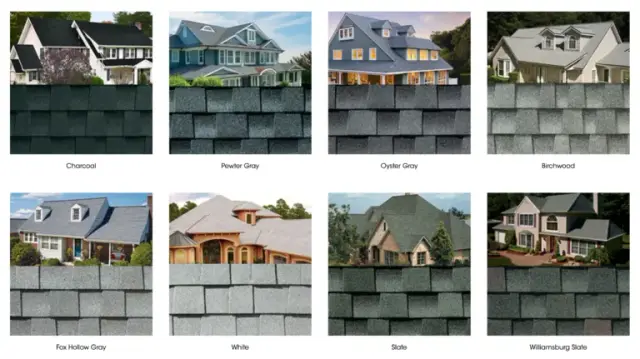 Charcoal
Pewter Gray
Oyster Gray
Birchwood
Fox Hollow Gray
White
Slate
Williamsburg Slate